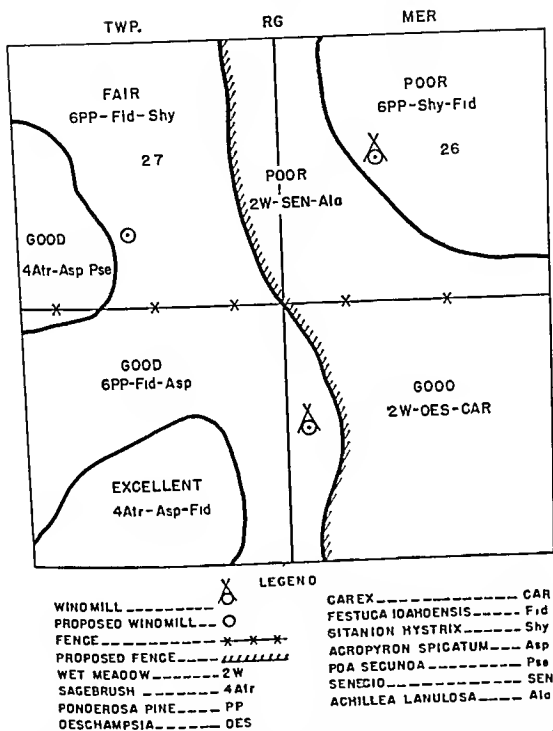 TWP. RG MER
FAIR
6PP-Fid-Shy
27
POOR
6PP-Shy-Fid
26
POOR
2W-SEN-Ala
GOOD
4Atr-Asp Pse
GOOD
6PP-Fid-Asp
GOOD
2W-DES-CAR
EXCELLENT
4Atr-Asp-Fid
LEGEND
WINDMILL
PROPOSED WINDMILL
FENCE
PROPOSED FENCE
WET MEADOW 2W
SAGEBRUSH 4Atr
PONDEROSA PINE PP
DESCHAMPSIA DES
CAREX CAR
FESTUCA IDAHOENSIS Fid
SITANION HYSTRIX Shy
AGROPYRON SPICATUM Asp
POA SECUNDA Pse
SENECIO SEN
ACHILLEA LANULOSA Ala